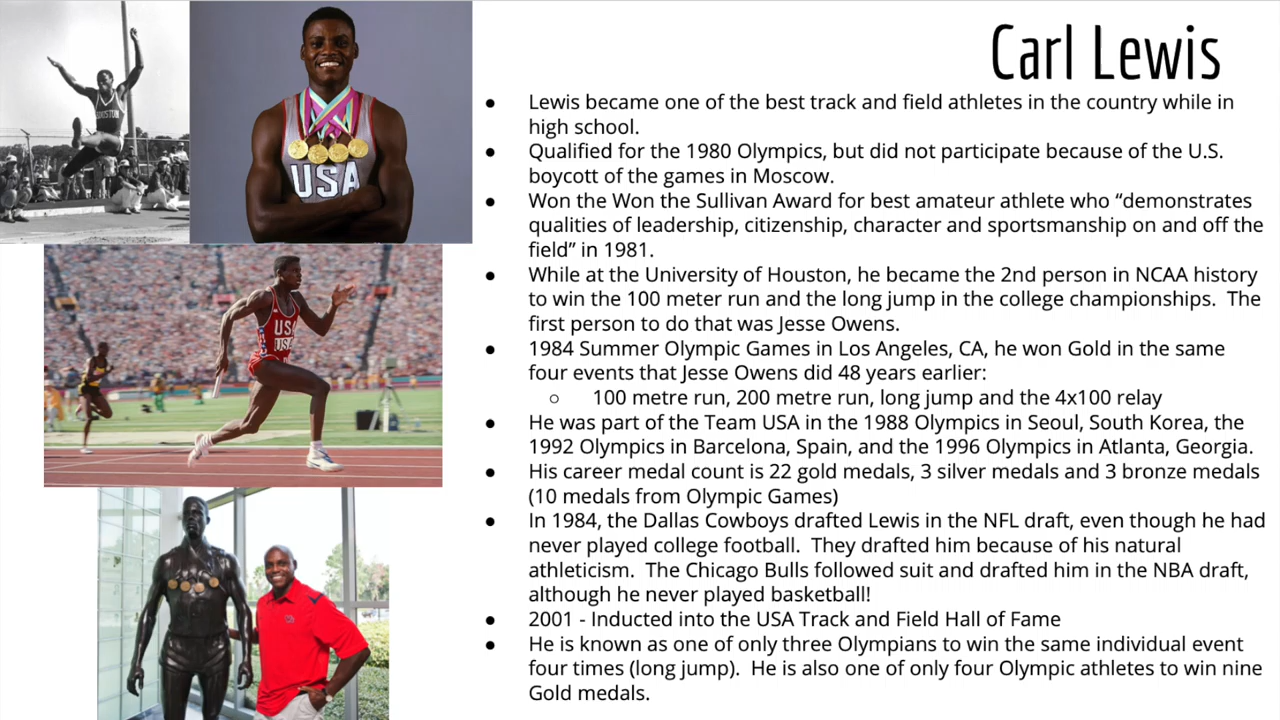 Carl Lewis
● Lewis became one of the best track and field athletes in the country while in
high school.
● Qualified for the 1980 Olympics, but did not participate because of the U.S.
boycott of the games in Moscow.
● Won the Won the Sullivan Award for best amateur athlete who “demonstrates
qualities of leadership, citizenship, character and sportsmanship on and off the
field” in 1981.
● While at the University of Houston, he became the 2nd person in NCAA history
to win the 100 meter run and the long jump in the college championships.  The
first person to do that was Jesse Owens.
● 1984 Summer Olympic Games in Los Angeles, CA, he won Gold in the same
four events that Jesse Owens did 48 years earlier:
○ 100 metre run, 200 metre run, long jump and the 4x100 relay
● He was part of the Team USA in the 1988 Olympics in Seoul, South Korea, the
1992 Olympics in Barcelona, Spain, and the 1996 Olympics in Atlanta, Georgia.
● His career medal count is 22 gold medals, 3 silver medals and 3 bronze medals
(10 medals from Olympic Games)
● In 1984, the Dallas Cowboys drafted Lewis in the NFL draft, even though he had
never played college football.  They drafted him because of his natural
athleticism.  The Chicago Bulls followed suit and drafted him in the NBA draft,
although he never played basketball!
● 2001 - Inducted into the USA Track and Field Hall of Fame
● He is known as one of only three Olympians to win the same individual event
four times (long jump).  He is also one of only four Olympic athletes to win nine
Gold medals.
USA
USA
USA